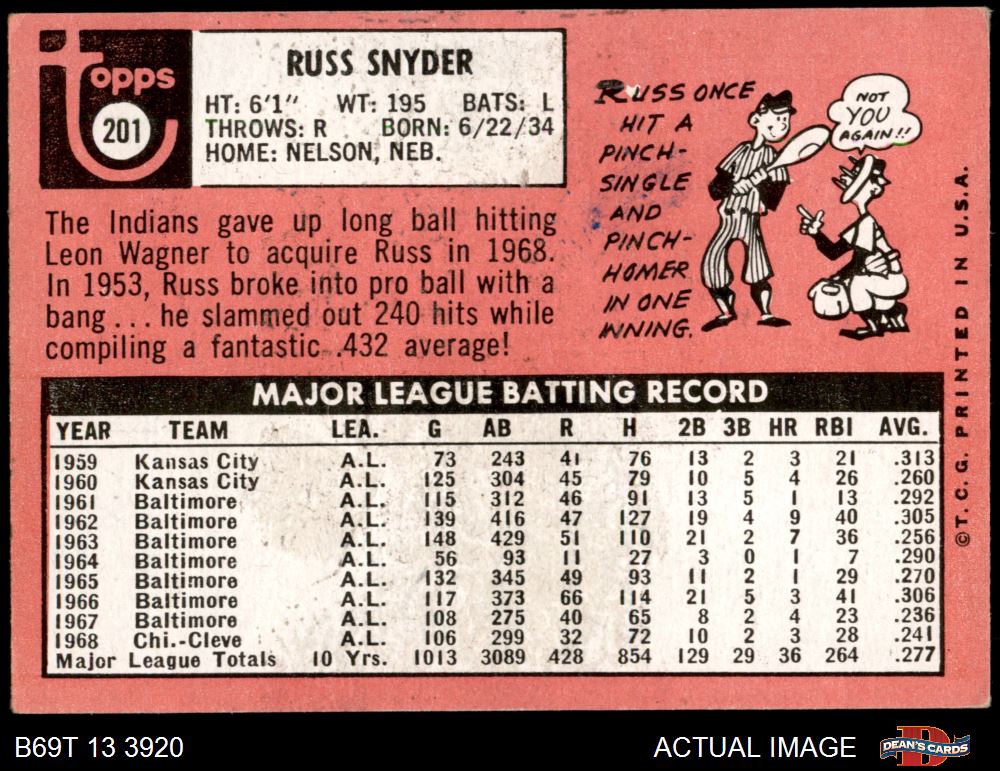 Topps
201
RUSS SNYDER
HT: 6'1" WT: 195 BATS: L
THROWS: R BORN: 6/22/34
HOME: NELSON, NEB.
The Indians gave up long ball hitting
Leon Wagner to acquire Russ in 1968.
In 1953, Russ broke into pro ball with a
bang . . . he slammed out 240 hits while
compiling a fantastic .432 average!
RUSS ONCE
HIT A
PINCH-
SINGLE
AND
PINCH-
HOMER
IN ONE
INNING.
NOT
YOU
AGAIN!!
MAJOR LEAGUE BATTING RECORD
YEAR TEAM LEA. G AB R H 2B 3B HR RBI AVG.
1959 Kansas City A.L. 73 243 41 76 13 2 3 21 .313
1960 Kansas City A.L. 125 304 45 79 10 5 4 26 .260
1961 Baltimore A.L. 115 312 46 91 13 5 1 13 .292
1962 Baltimore A.L. 139 416 47 127 19 4 9 40 .305
1963 Baltimore A.L. 148 429 51 110 21 2 7 36 .256
1964 Baltimore A.L. 56 93 11 27 3 0 1 7 .290
1965 Baltimore A.L. 132 345 49 93 11 2 1 29 .270
1966 Baltimore A.L. 117 373 66 114 21 5 3 41 .306
1967 Baltimore A.L. 108 275 40 65 8 2 4 23 .236
1968 Chi.-Cleve A.L. 106 299 32 72 10 2 3 28 .241
Major League Totals 10 Yrs. 1013 3089 428 854 129 29 36 264 .277
©T. C. G. PRINTED IN U.S.A.
B69T 13 3920
ACTUAL IMAGE
DEAN'S CARDS